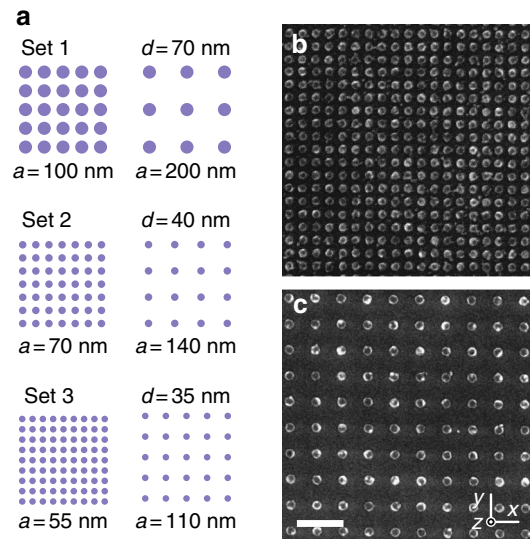 a
Set 1
d = 70 nm
a = 100 nm
a = 200 nm
Set 2
d = 40 nm
a = 70 nm
a = 140 nm
Set 3
d = 35 nm
a = 55 nm
a = 110 nm
b
c
y
z
x